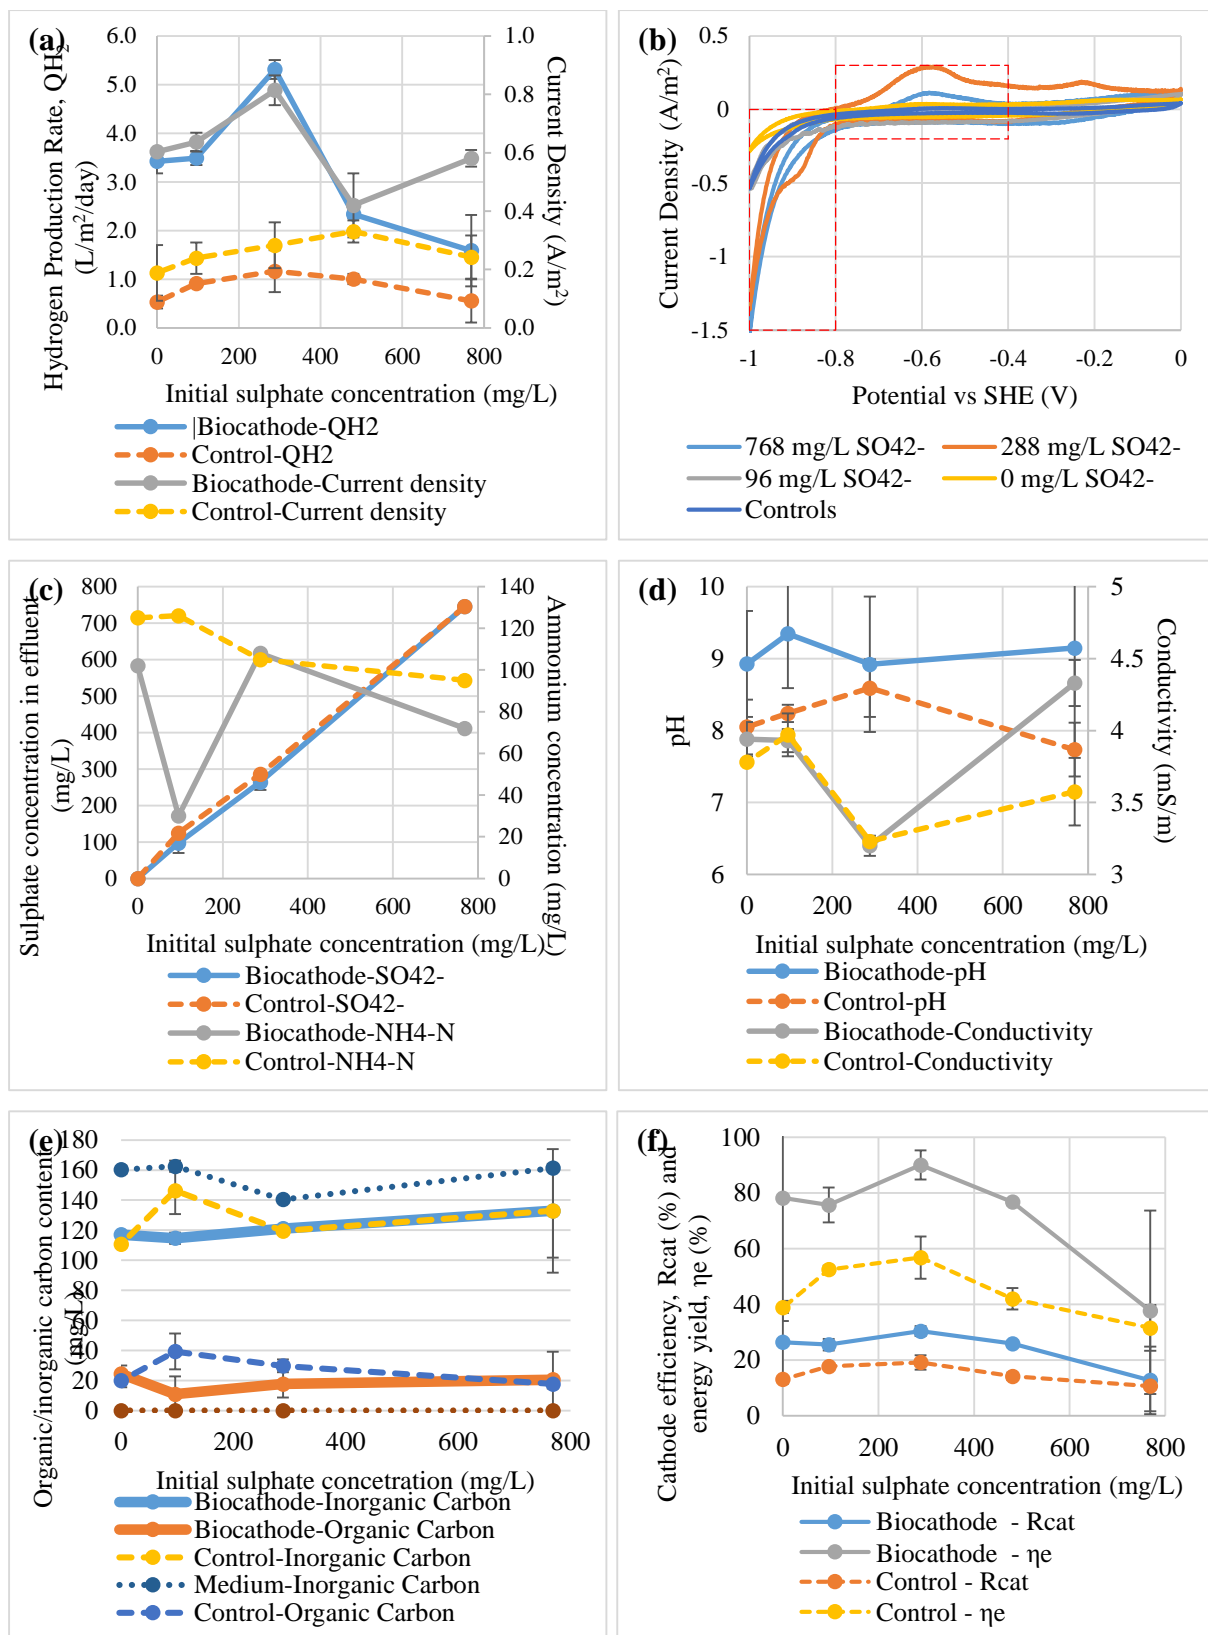 (a)
Hydrogen Production Rate, QH2
(L/m2/day)
6.0
5.0
4.0
3.0
2.0
1.0
0.0
1.0
0.8
0.6
0.4
0.2
0.0
Current Density (A/m2)
0 200 400 600 800
Initial sulphate concentration (mg/L)
|Biocathode-QH2
Control-QH2
Biocathode-Current density
Control-Current density
(b)
Current Density (A/m2)
0.5
0
-0.5
-1
-1.5
-1 -0.8 -0.6 -0.4 -0.2 0
Potential vs SHE (V)
768 mg/L SO42- 288 mg/L SO42-
96 mg/L SO42- 0 mg/L SO42-
Controls
(c)
Sulphate concentration in effluent
(mg/L)
800
700
600
500
400
300
200
100
0
140
120
100
80
60
40
20
0
Ammonium concentration (mg/L)
0 200 400 600 800
Initital sulphate concentration (mg/L)
Biocathode-SO42-
Control-SO42-
Biocathode-NH4-N
Control-NH4-N
(d)
pH
10
9
8
7
6
5
4.5
4
3.5
3
Conductivity (mS/m)
0 200 400 600 800
Initial sulphate concentration (mg/L)
Biocathode-pH
Control-pH
Biocathode-Conductivity
Control-Conductivity
(e)
Organic/inorganic carbon content
(mg/L)
180
160
140
120
100
80
60
40
20
0
0 200 400 600 800
Initial sulphate concetration (mg/L)
Biocathode-Inorganic Carbon
Biocathode-Organic Carbon
Control-Inorganic Carbon
Medium-Inorganic Carbon
Control-Organic Carbon
(f)
Cathode efficiency, Rcat (%) and
energy yield, ηe (%)
100
80
60
40
20
0
0 200 400 600 800
Initial sulphate concentration (mg/L)
Biocathode - Rcat
Biocathode - ηe
Control - Rcat
Control - ηe